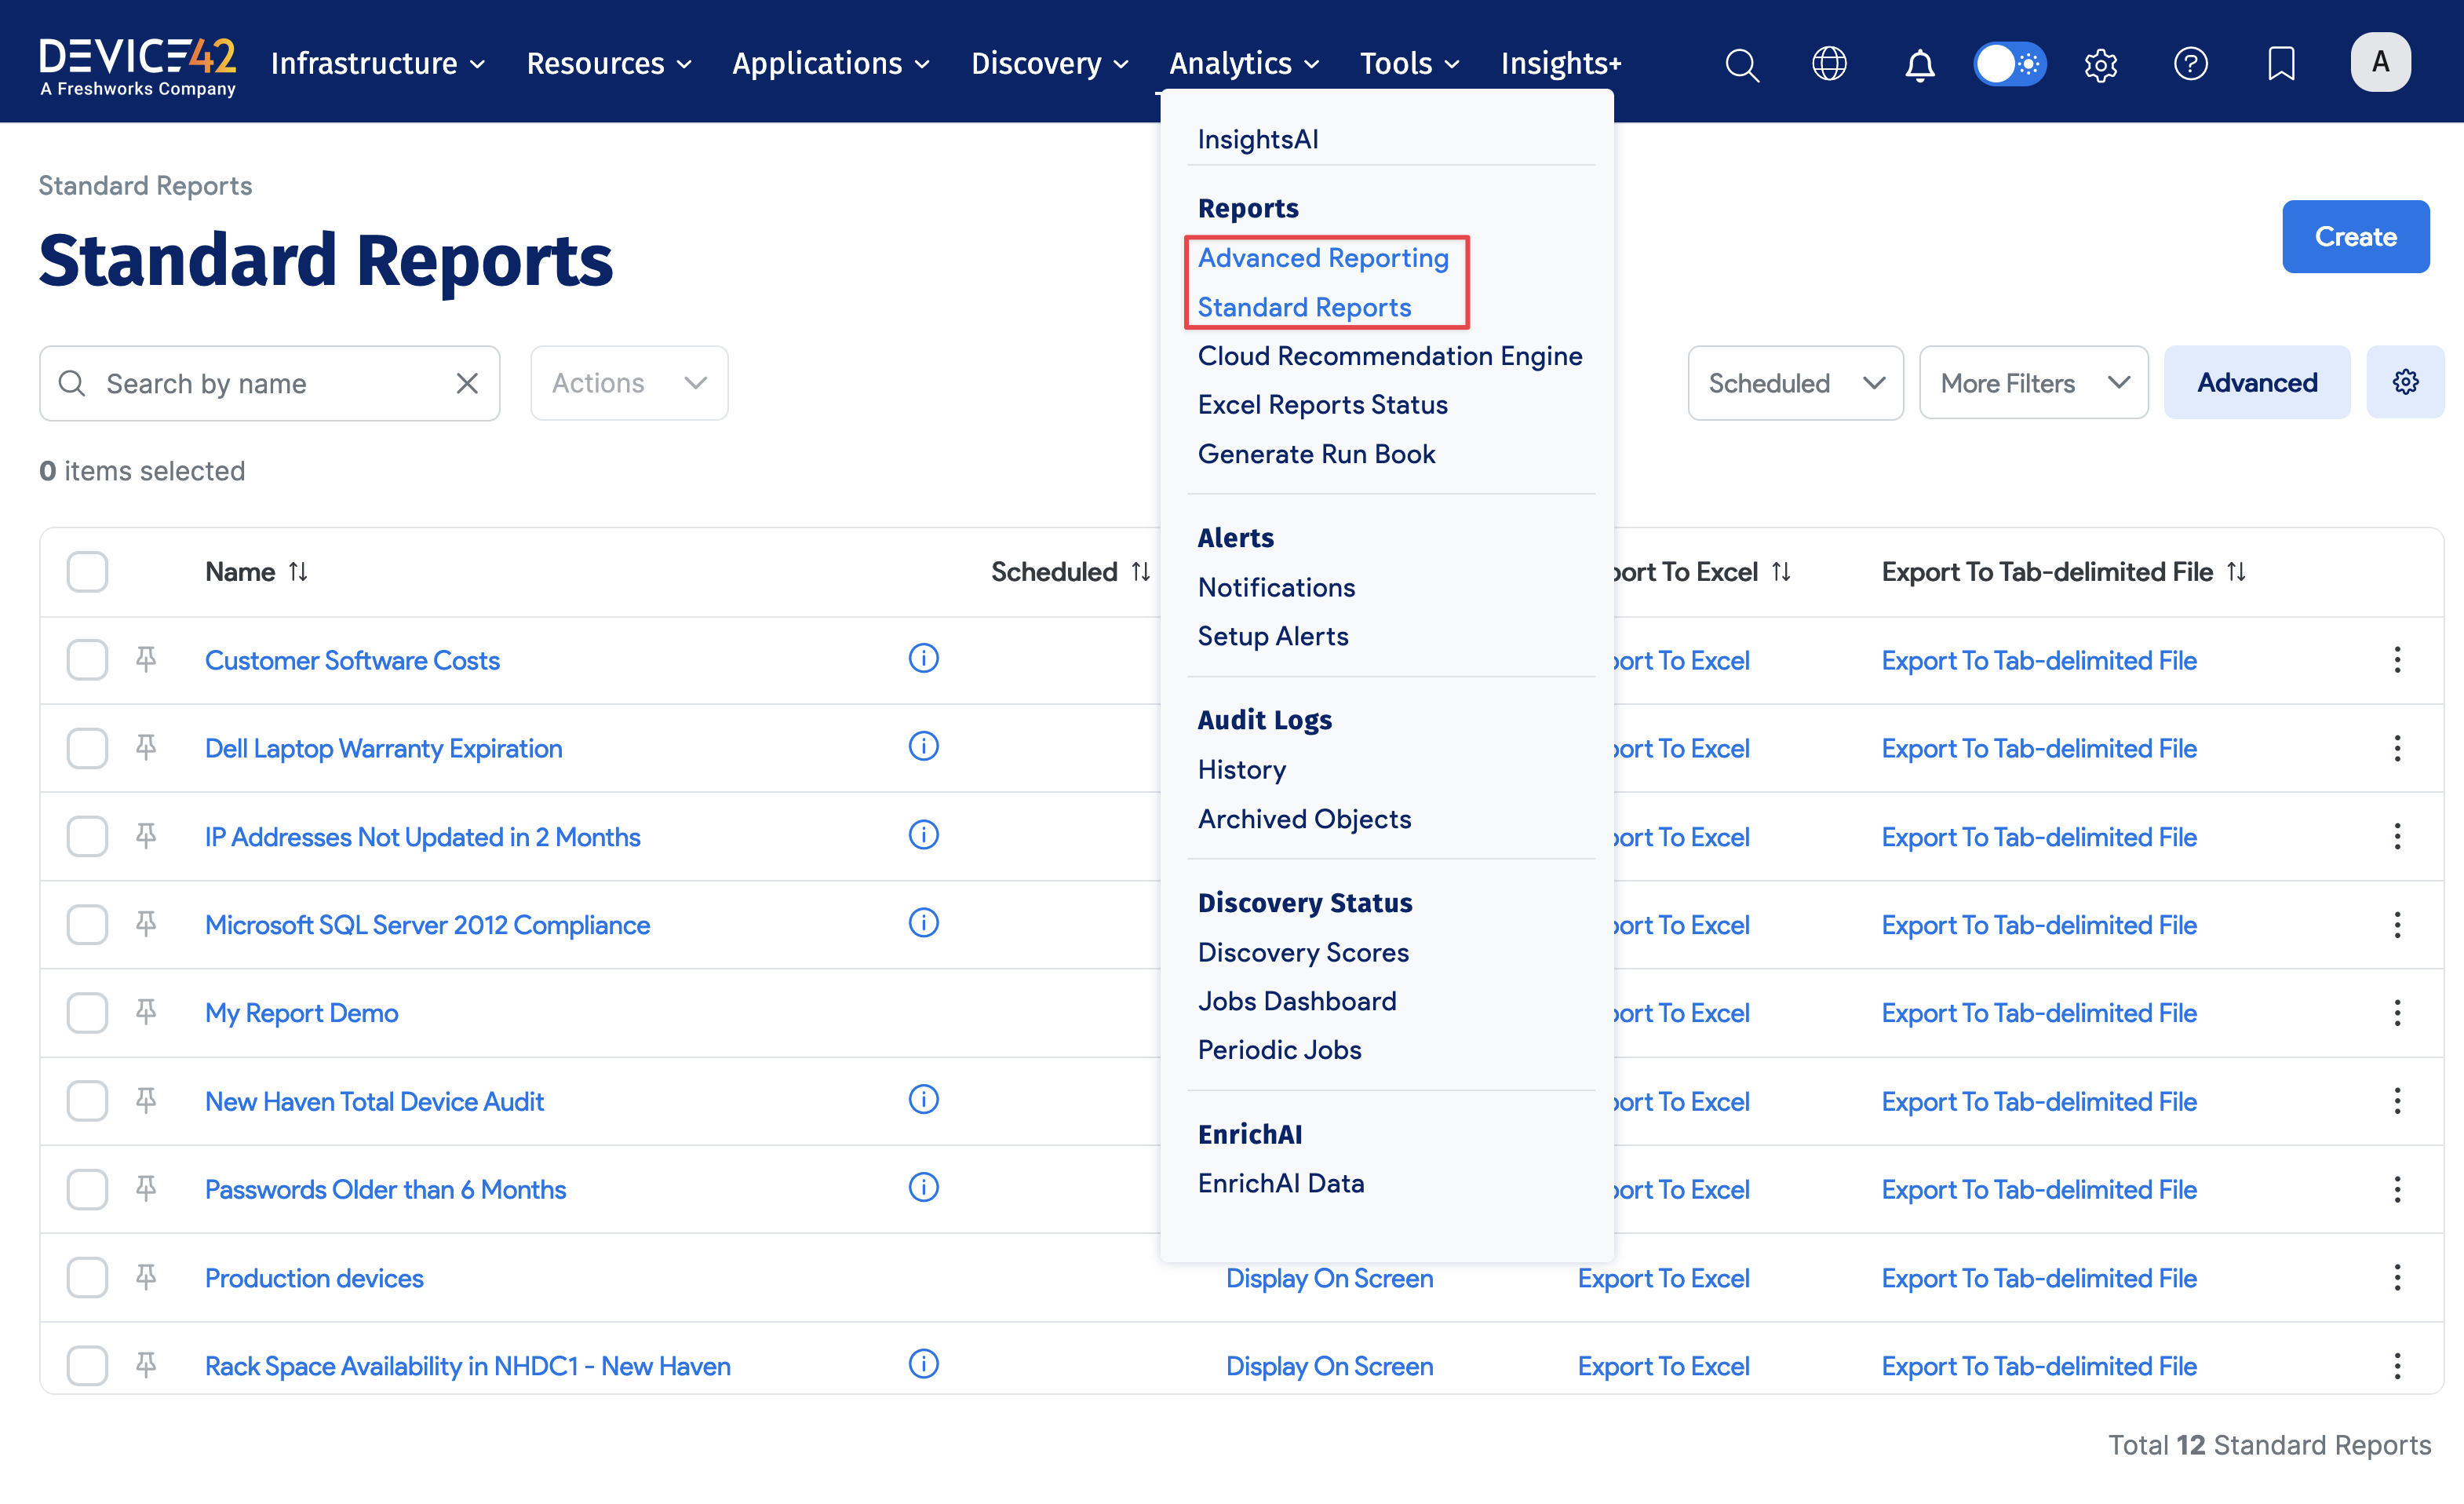 DEVICE42
A Freshworks Company
Infrastructure Resources Applications Discovery Analytics Tools Insights+ A
InsightsAI
Reports
Advanced Reporting
Standard Reports
Cloud Recommendation Engine
Excel Reports Status
Generate Run Book
Alerts
Notifications
Setup Alerts
Audit Logs
History
Archived Objects
Discovery Status
Discovery Scores
Jobs Dashboard
Periodic Jobs
EnrichAI
EnrichAI Data
Standard Reports
Standard Reports
Create
Search by name Actions Scheduled More Filters Advanced
0 items selected
Name Scheduled port To Excel Export To Tab-delimited File
Customer Software Costs port To Excel Export To Tab-delimited File
Dell Laptop Warranty Expiration port To Excel Export To Tab-delimited File
IP Addresses Not Updated in 2 Months port To Excel Export To Tab-delimited File
Microsoft SQL Server 2012 Compliance port To Excel Export To Tab-delimited File
My Report Demo port To Excel Export To Tab-delimited File
New Haven Total Device Audit port To Excel Export To Tab-delimited File
Passwords Older than 6 Months port To Excel Export To Tab-delimited File
Production devices Display On Screen Export To Excel Export To Tab-delimited File
Rack Space Availability in NHDC1 - New Haven Display On Screen Export To Excel Export To Tab-delimited File
Total 12 Standard Reports